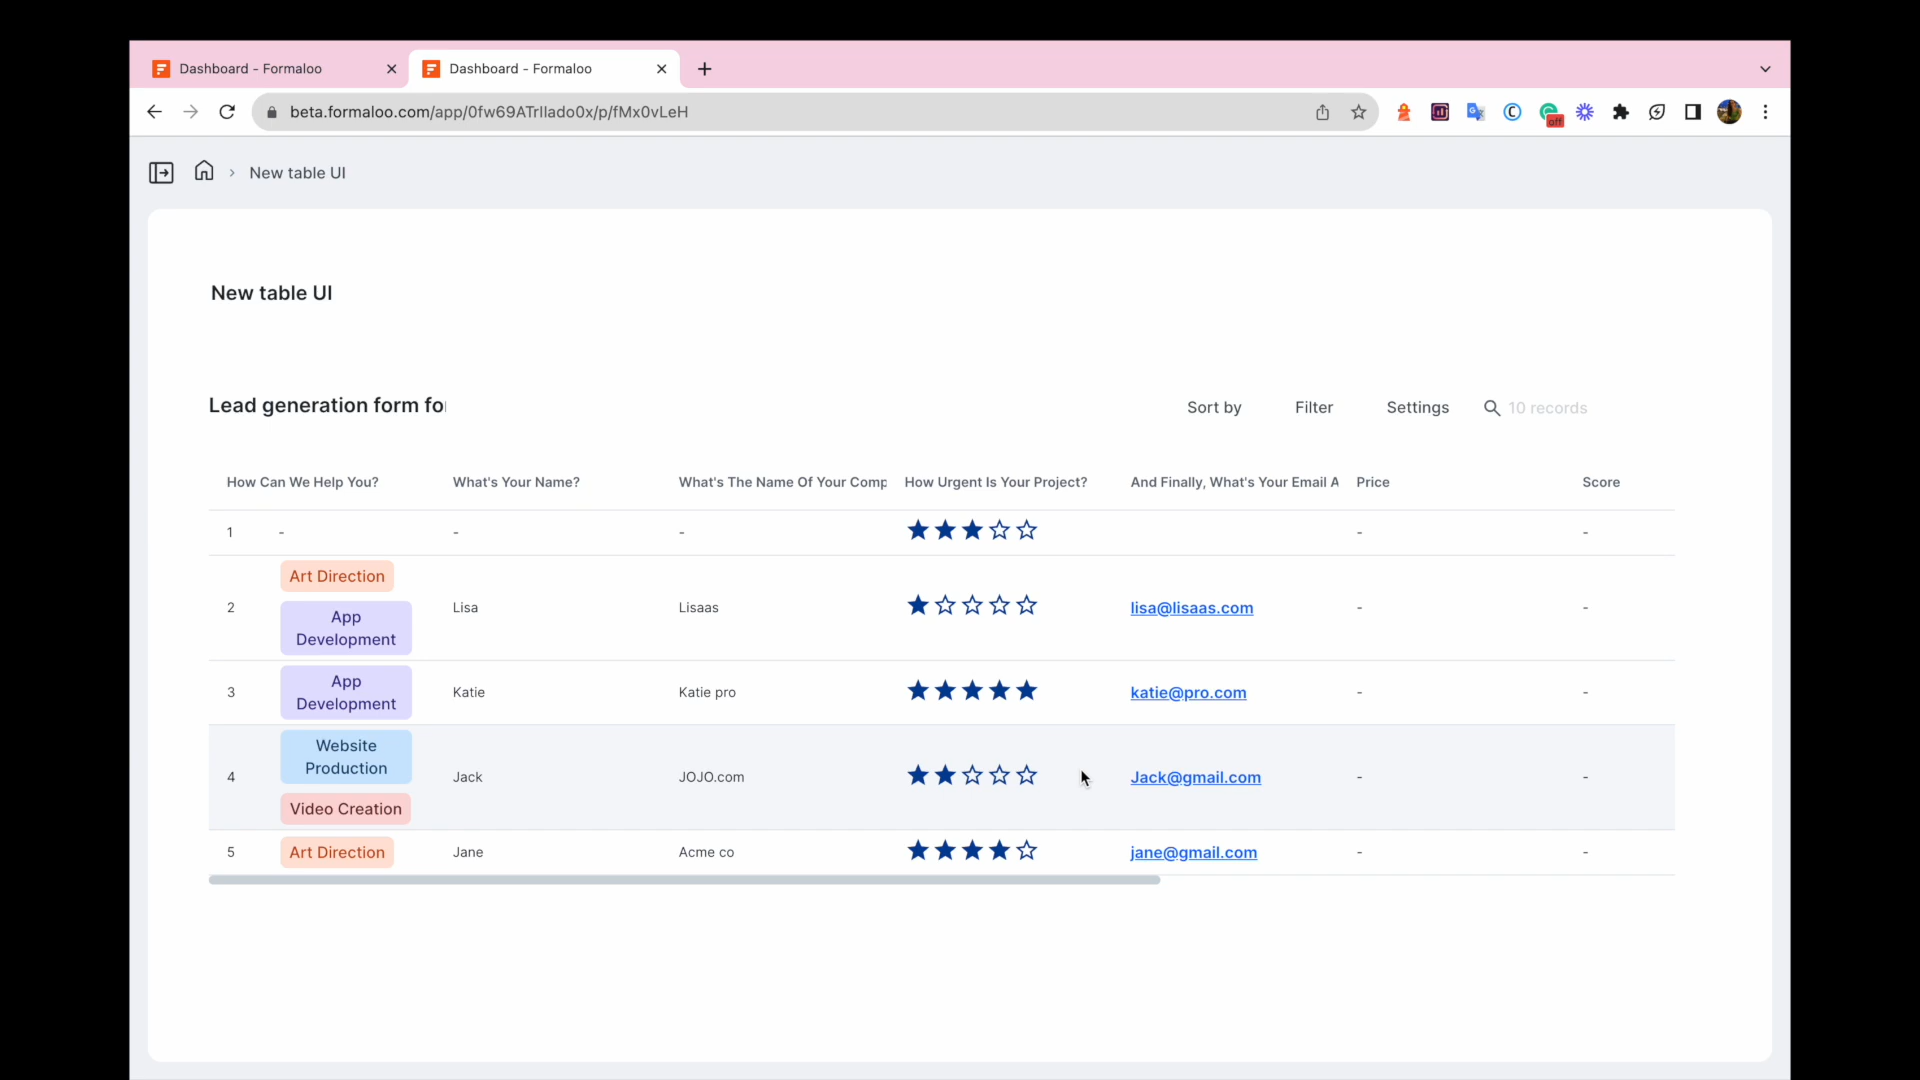 Dashboard - Formaloo
Dashboard - Formaloo
beta.formaloo.com/app/0fw69ATrllado0x/p/fMx0vLeH
off
New table UI
New table UI
Lead generation form for
Sort by Filter Settings 10 records
How Can We Help You? What's Your Name? What's The Name Of Your Comp How Urgent Is Your Project? And Finally, What's Your Email A Price Score
1 - - - - -
Art Direction
App
Development
2 Lisa Lisaas lisa@lisaas.com - -
App
Development
3 Katie Katie pro katie@pro.com - -
Website
Production
4 Jack JOJO.com Jack@gmail.com - -
Video Creation
5 Art Direction Jane Acme co jane@gmail.com - -